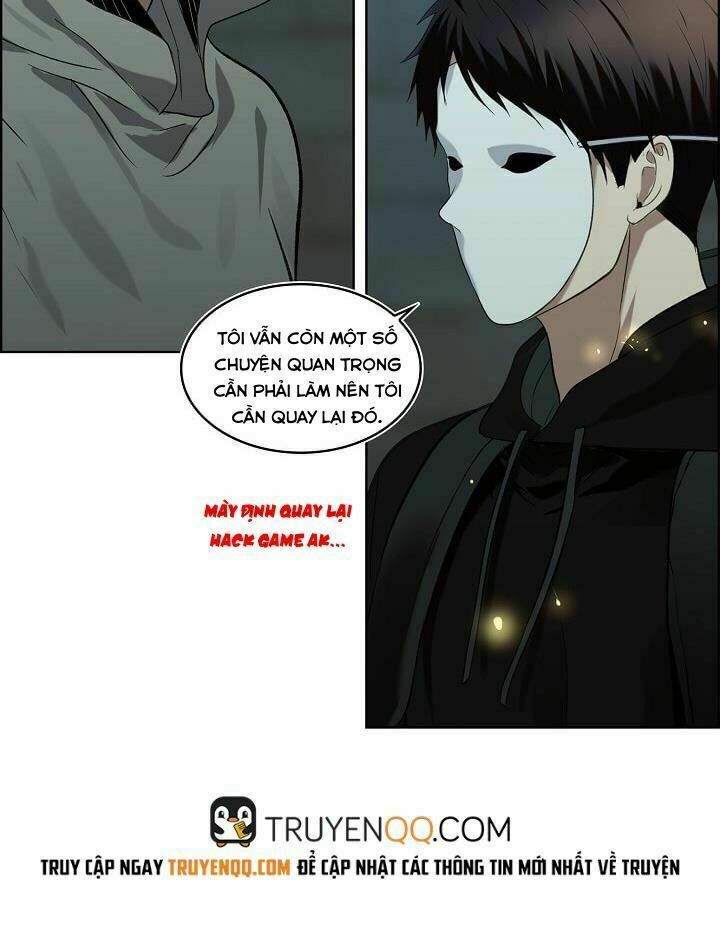 TÔI VẪN CÒN MỘT SỐ
CHUYỆN QUAN TRỌNG
CẦN PHẢI LÀM NÊN TÔI
CẦN QUAY LẠI ĐÓ.
MÀY ĐỊNH QUAY LẠI
HACK GAME AK...
TRUYENQQ.COM
TRUY CẬP NGAY TRUYENQQ.COM ĐỂ CẬP NHẬT CÁC THÔNG TIN MỚI NHẤT VỀ TRUYỆN